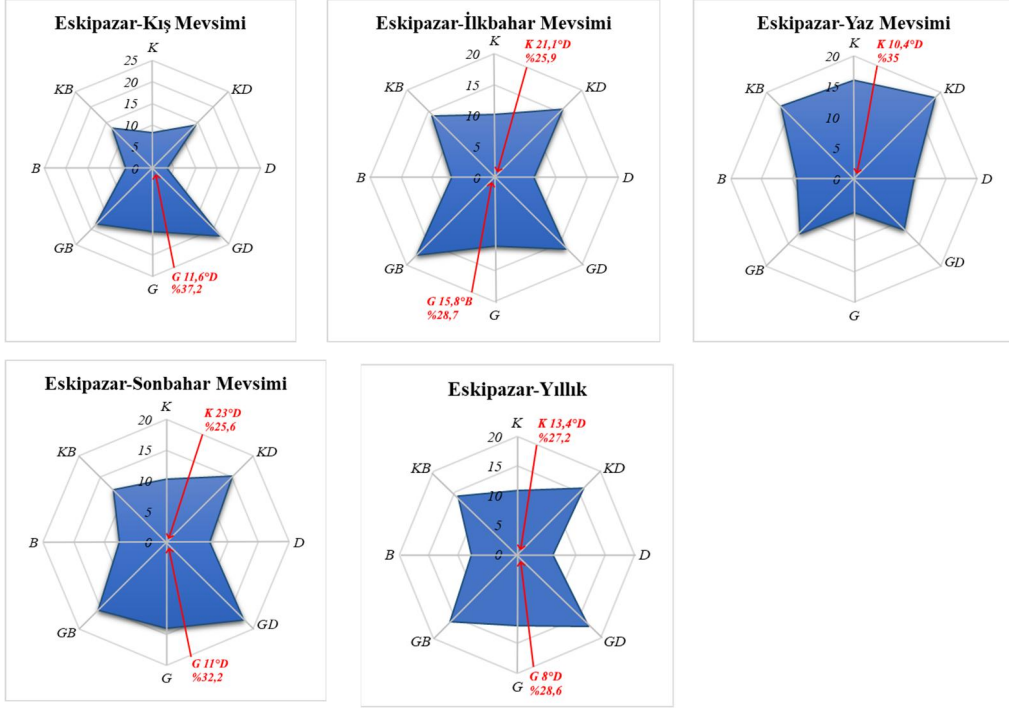 Eskipazar-Kış Mevsimi
K
25
20
15
10
5
0
KB
KD
B
D
GB
GD
G
G 11,6°D
%37,2
Eskipazar-İlkbahar Mevsimi
K 21,1°D
%25,9
K
20
15
10
5
0
KB
KD
B
D
GB
GD
G
G 15,8°B
%28,7
Eskipazar-Yaz Mevsimi
K 10,4°D
%35
K
20
15
10
5
0
KB
KD
B
D
GB
GD
G
Eskipazar-Sonbahar Mevsimi
K 23°D
%25,6
K
20
15
10
5
0
KB
KD
B
D
GB
GD
G
G 11°D
%32,2
Eskipazar-Yıllık
K 13,4°D
%27,2
K
20
15
10
5
0
KB
KD
B
D
GB
GD
G
G 8°D
%28,6